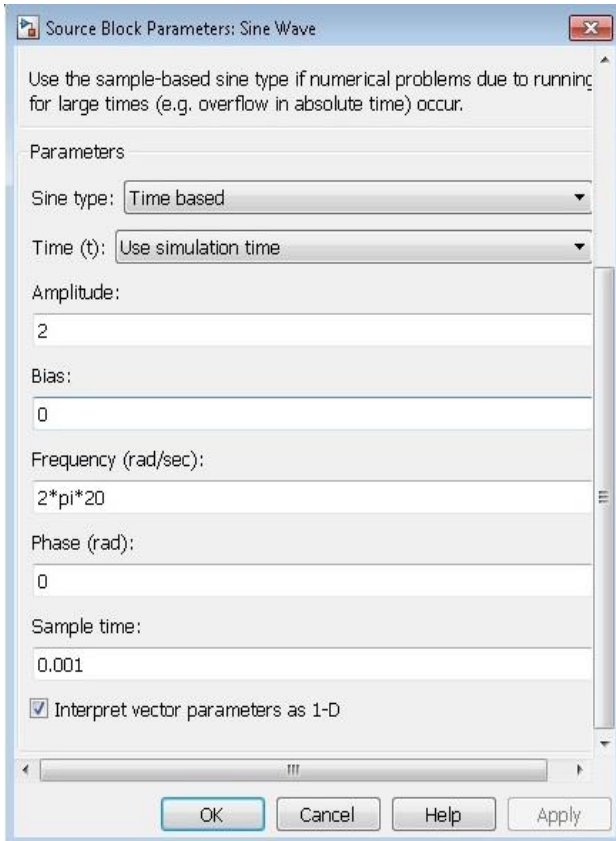 Source Block Parameters: Sine Wave
Use the sample-based sine type if numerical problems due to running
for large times (e.g. overflow in absolute time) occur.
Parameters
Sine type: Time based
Time (t): Use simulation time
Amplitude:
2
Bias:
0
Frequency (rad/sec):
2*pi*20
Phase (rad):
0
Sample time:
0.001
Interpret vector parameters as 1-D
OK Cancel Help Apply